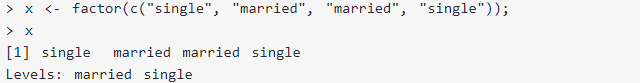 > x <- factor(c("single", "married", "married", "single"));
> x
[1] single  married married single
Levels: married single